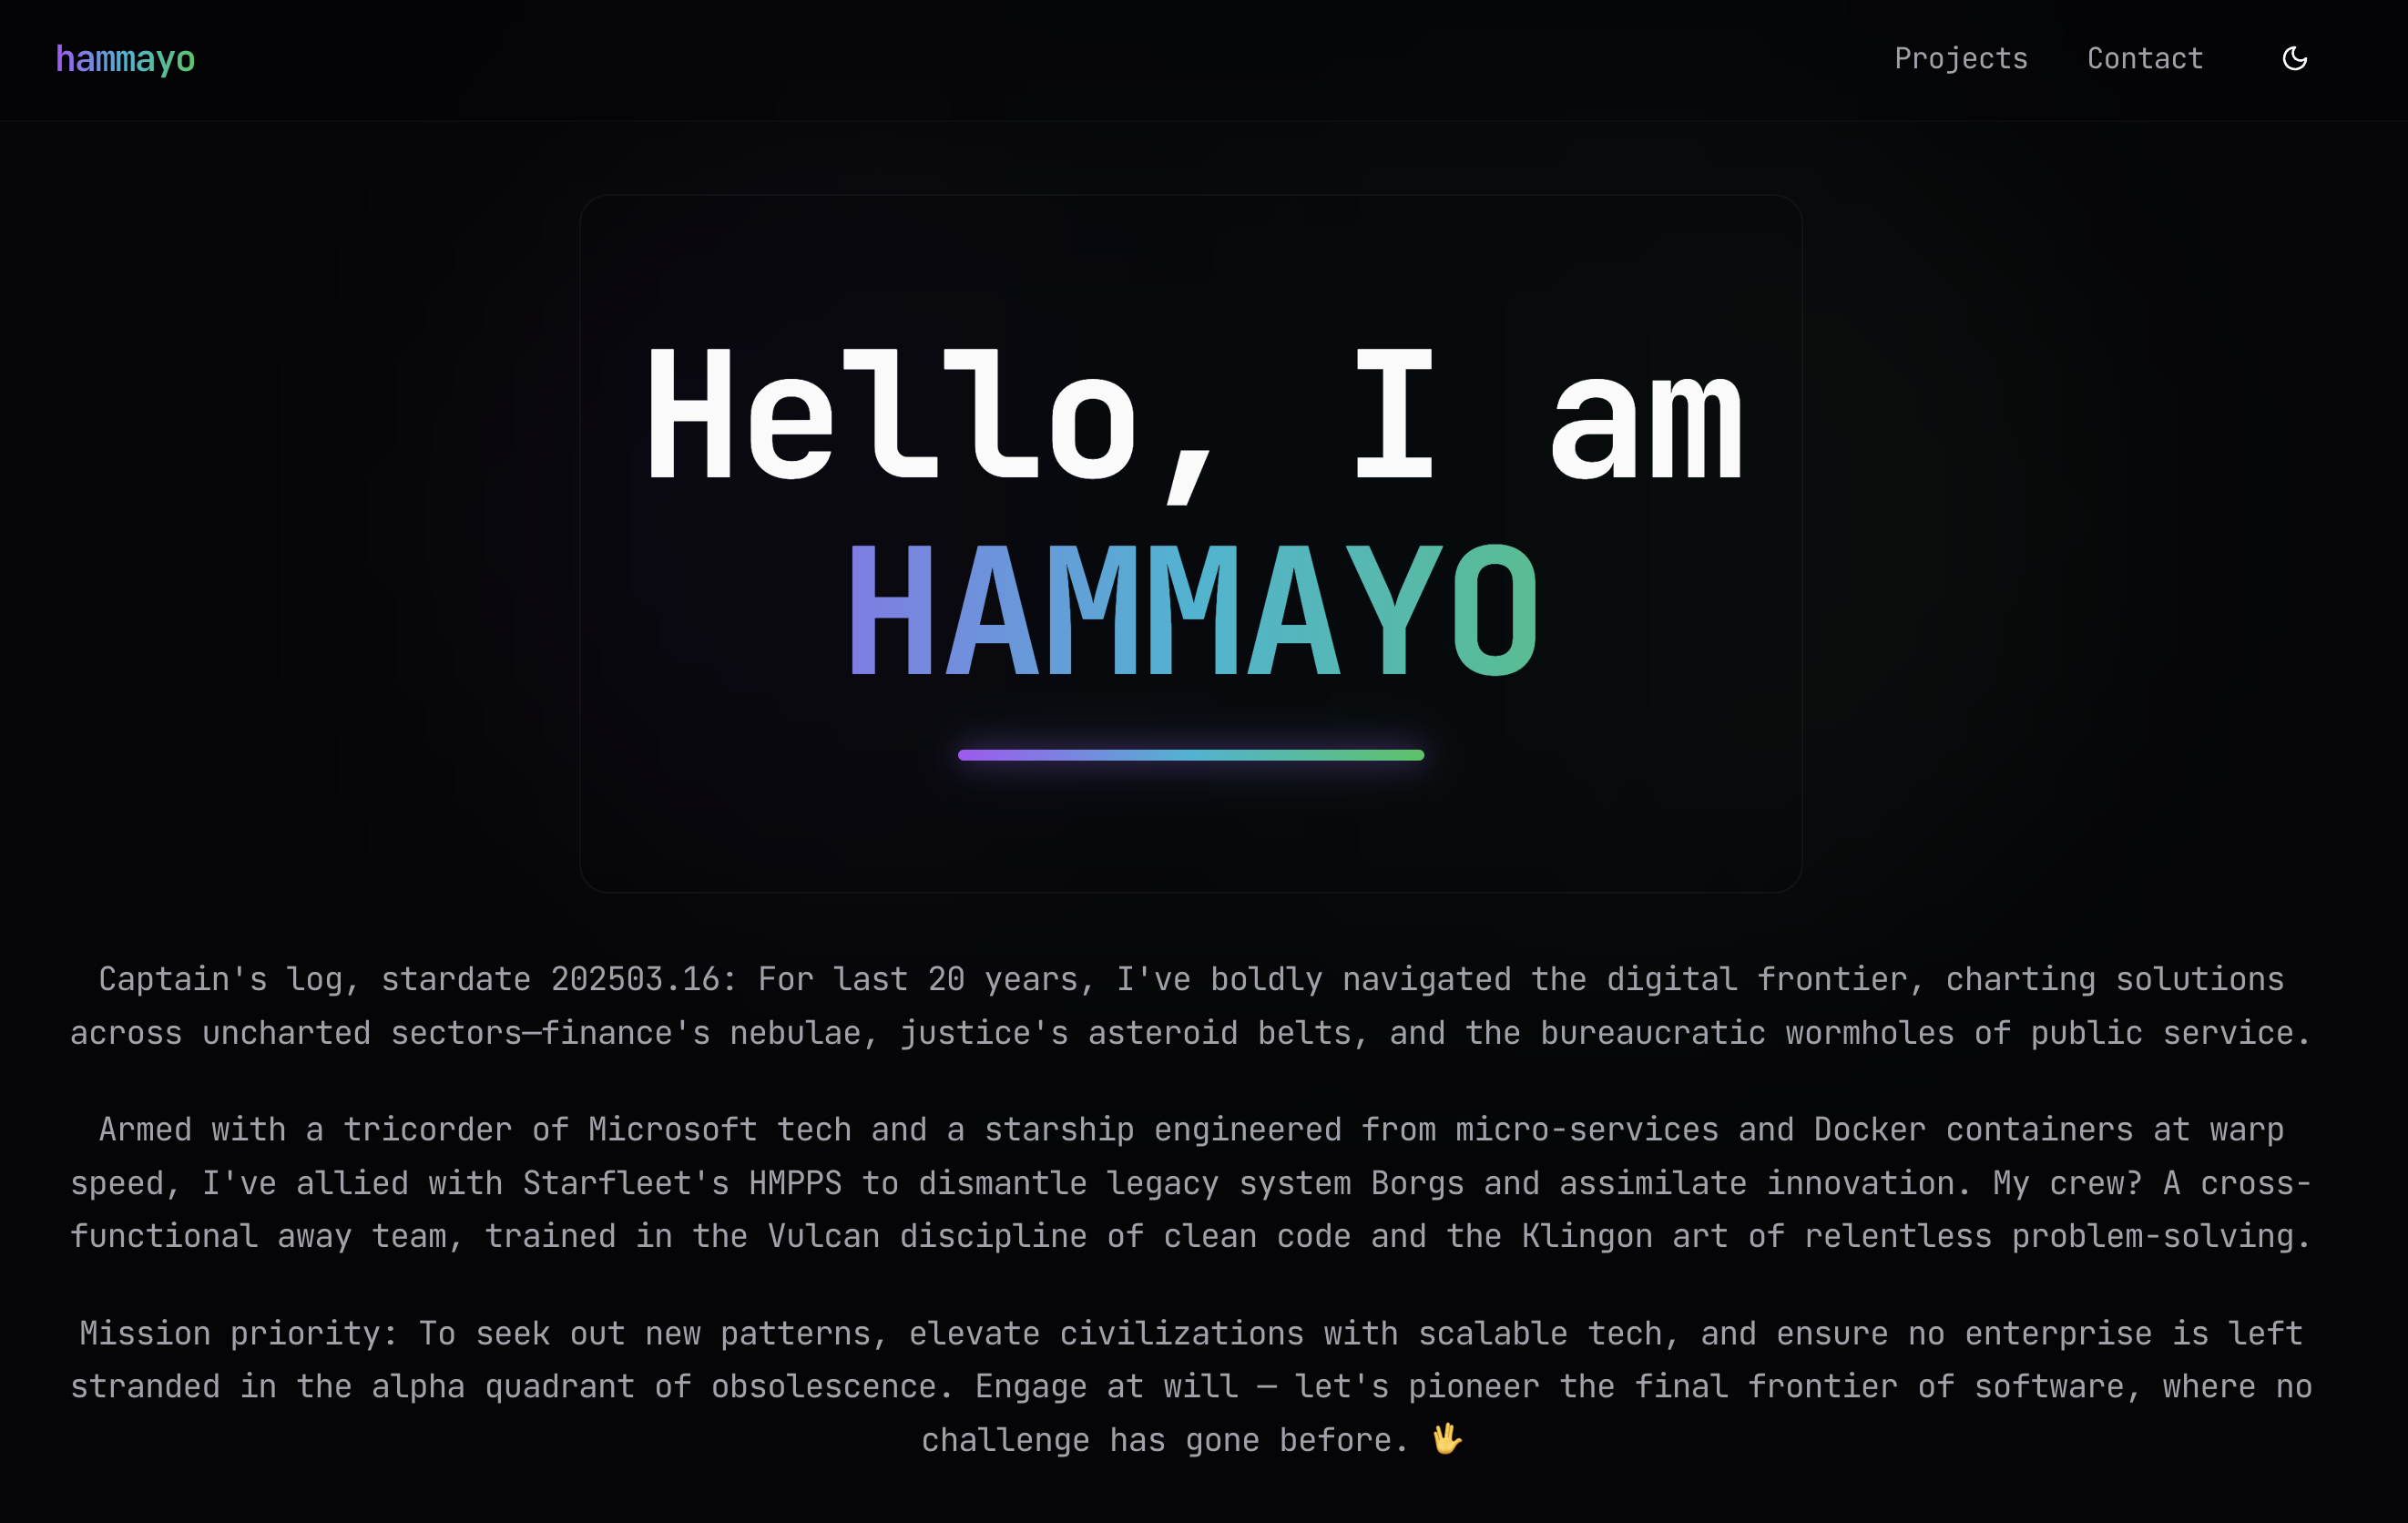 hammayo
Projects
Contact
Hello, I am
HAMMAYO
Captain's log, stardate 202503.16: For last 20 years, I've boldly navigated the digital frontier, charting solutions
across uncharted sectors—finance's nebulae, justice's asteroid belts, and the bureaucratic wormholes of public service.
Armed with a tricorder of Microsoft tech and a starship engineered from micro-services and Docker containers at warp
speed, I've allied with Starfleet's HMPPS to dismantle legacy system Borgs and assimilate innovation. My crew? A cross-
functional away team, trained in the Vulcan discipline of clean code and the Klingon art of relentless problem-solving.
Mission priority: To seek out new patterns, elevate civilizations with scalable tech, and ensure no enterprise is left
stranded in the alpha quadrant of obsolescence. Engage at will — let's pioneer the final frontier of software, where no
challenge has gone before. 🖖